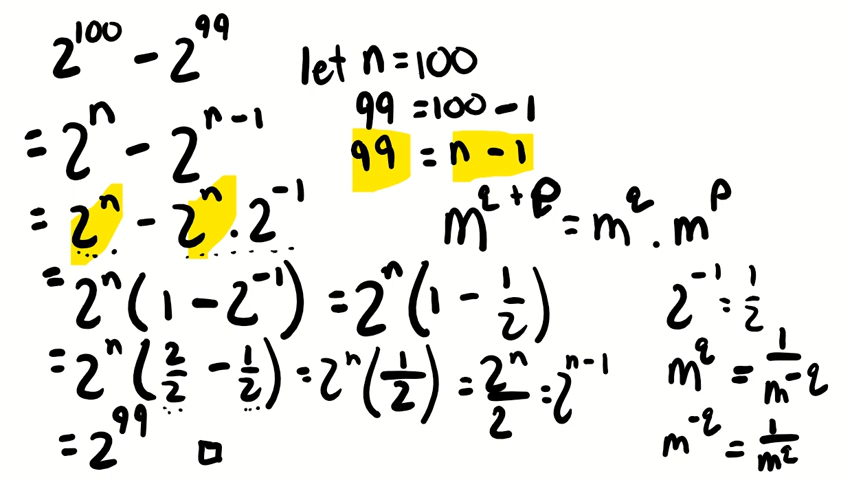 2^100 - 2^99
= 2^n - 2^(n-1)
= 2^n - 2^n . 2^-1
= 2^n (1 - 2^-1) = 2^n (1 - 1/2)
= 2^n (2/2 - 1/2) = 2^n (1/2) = 2^n/2 = 2^(n-1)
= 2^99 □
let n = 100
99 = 100 - 1
99 = n - 1
m^(q+p) = m^q . m^p
2^-1 = 1/2
m^q = 1/m^-q
m^-q = 1/m^q